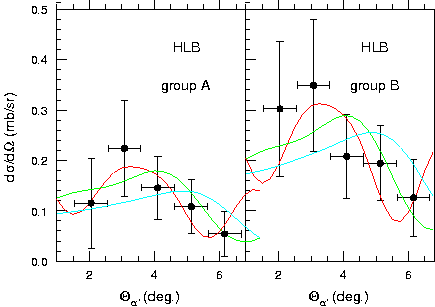 0.5
0.4
0.3
0.2
0.1
0.0
dσ/dΩ (mb/sr)
HLB
group A
HLB
group B
2 4 6 2 4 6
Θα' (deg.) Θα' (deg.)